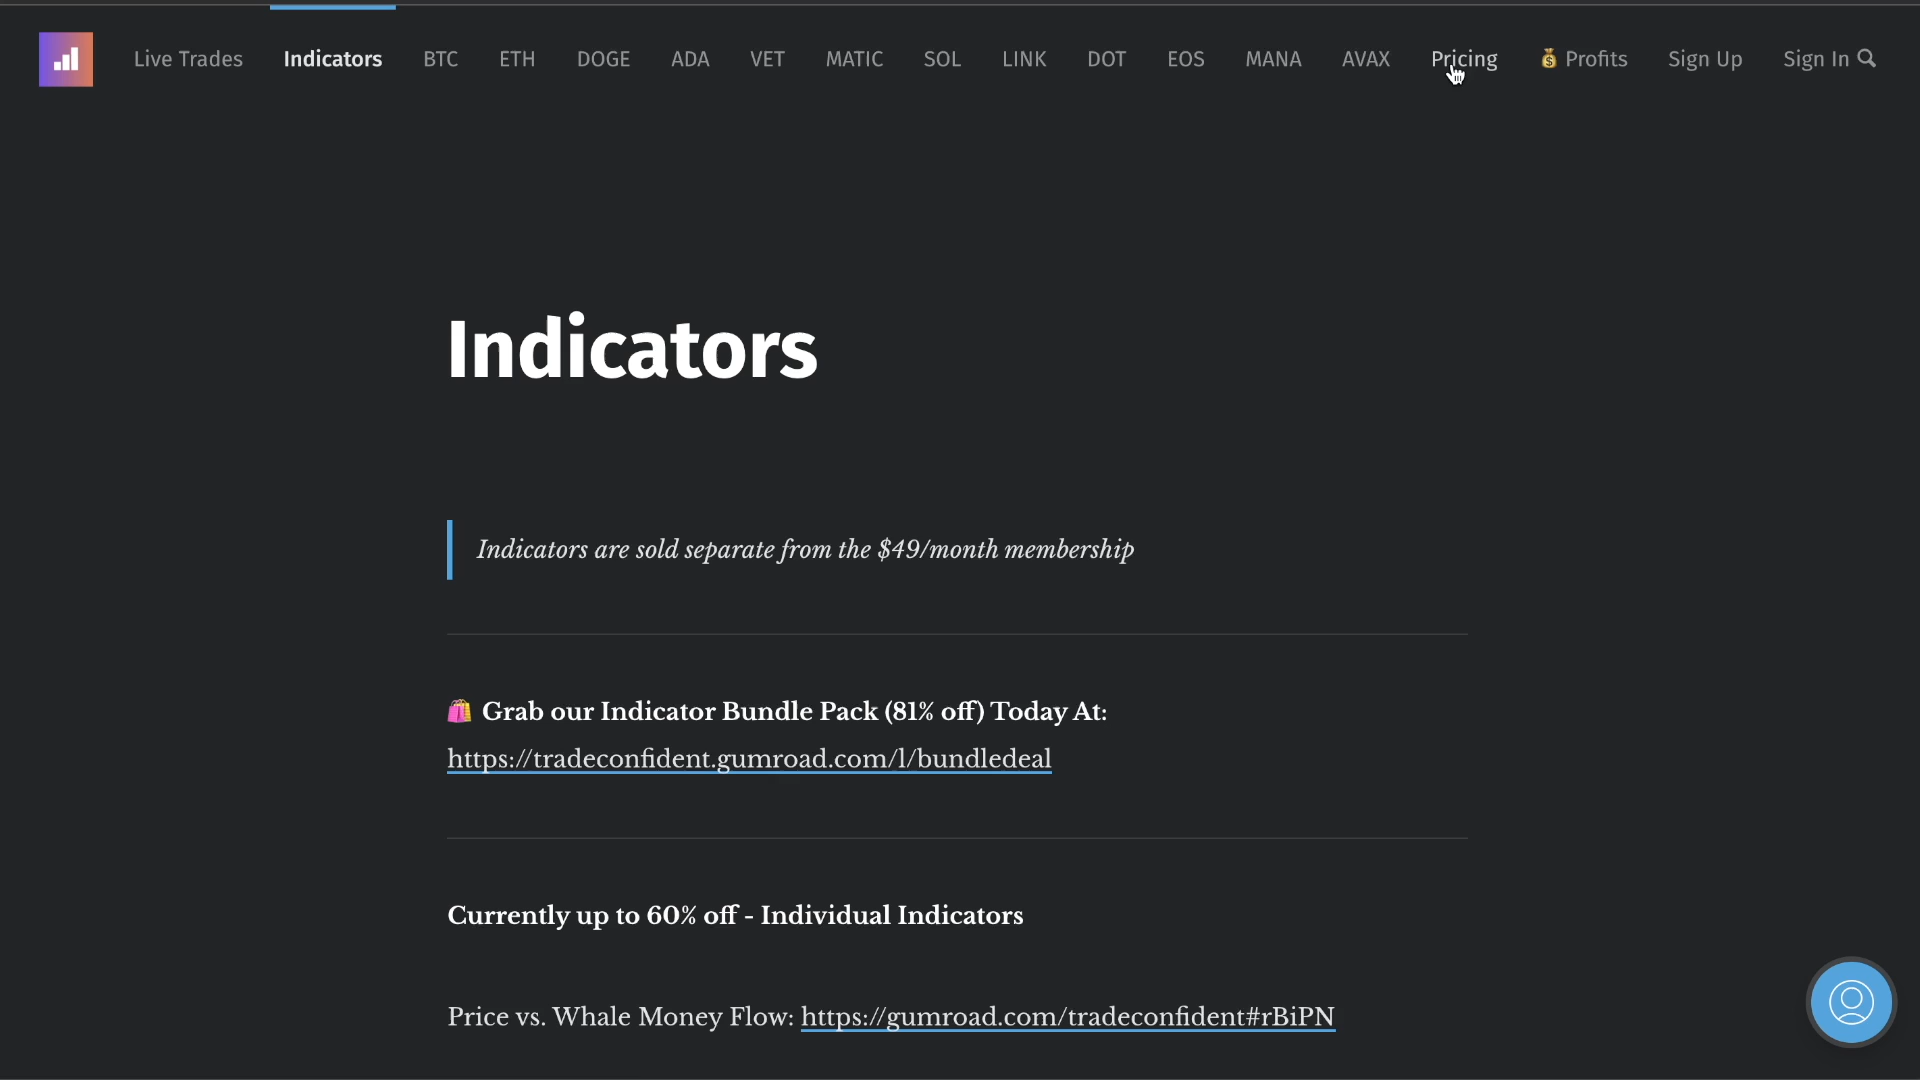 Live Trades Indicators BTC ETH DOGE ADA VET MATIC SOL LINK DOT EOS MANA AVAX Pricing 💰 Profits Sign Up Sign In
Indicators
Indicators are sold separate from the $49/month membership
🛍️ Grab our Indicator Bundle Pack (81% off) Today At:
https://tradeconfident.gumroad.com/l/bundledeal
Currently up to 60% off - Individual Indicators
Price vs. Whale Money Flow: https://gumroad.com/tradeconfident#rBiPN